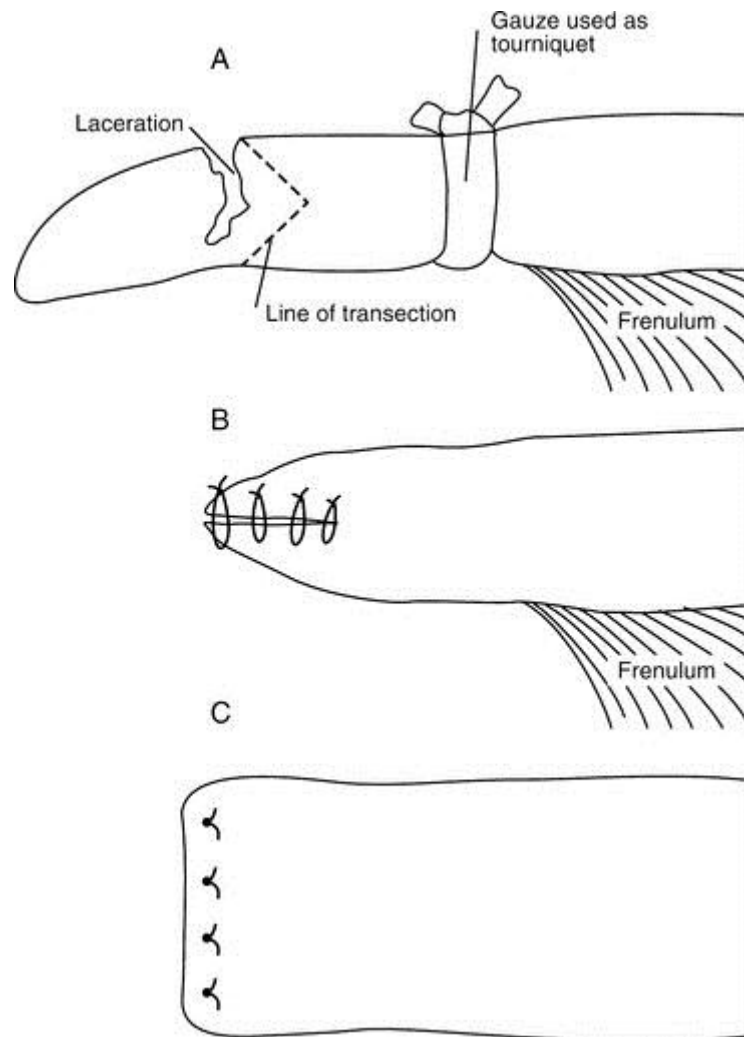 A
Gauze used as
tourniquet
Laceration
Line of transection
Frenulum
B
Frenulum
C